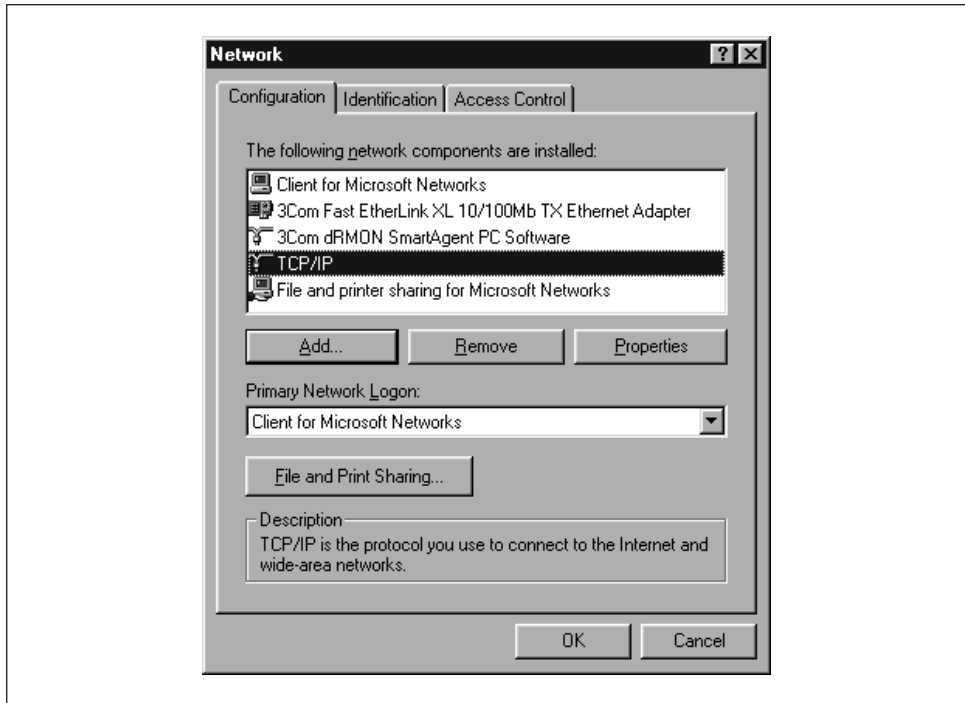 Network
Configuration Identification Access Control
The following network components are installed:
Client for Microsoft Networks
3Com Fast EtherLink XL 10/100Mb TX Ethernet Adapter
3Com dRMON SmartAgent PC Software
TCP/IP
File and printer sharing for Microsoft Networks
Add... Remove Properties
Primary Network Logon:
Client for Microsoft Networks
File and Print Sharing...
Description
TCP/IP is the protocol you use to connect to the Internet and
wide-area networks.
OK Cancel